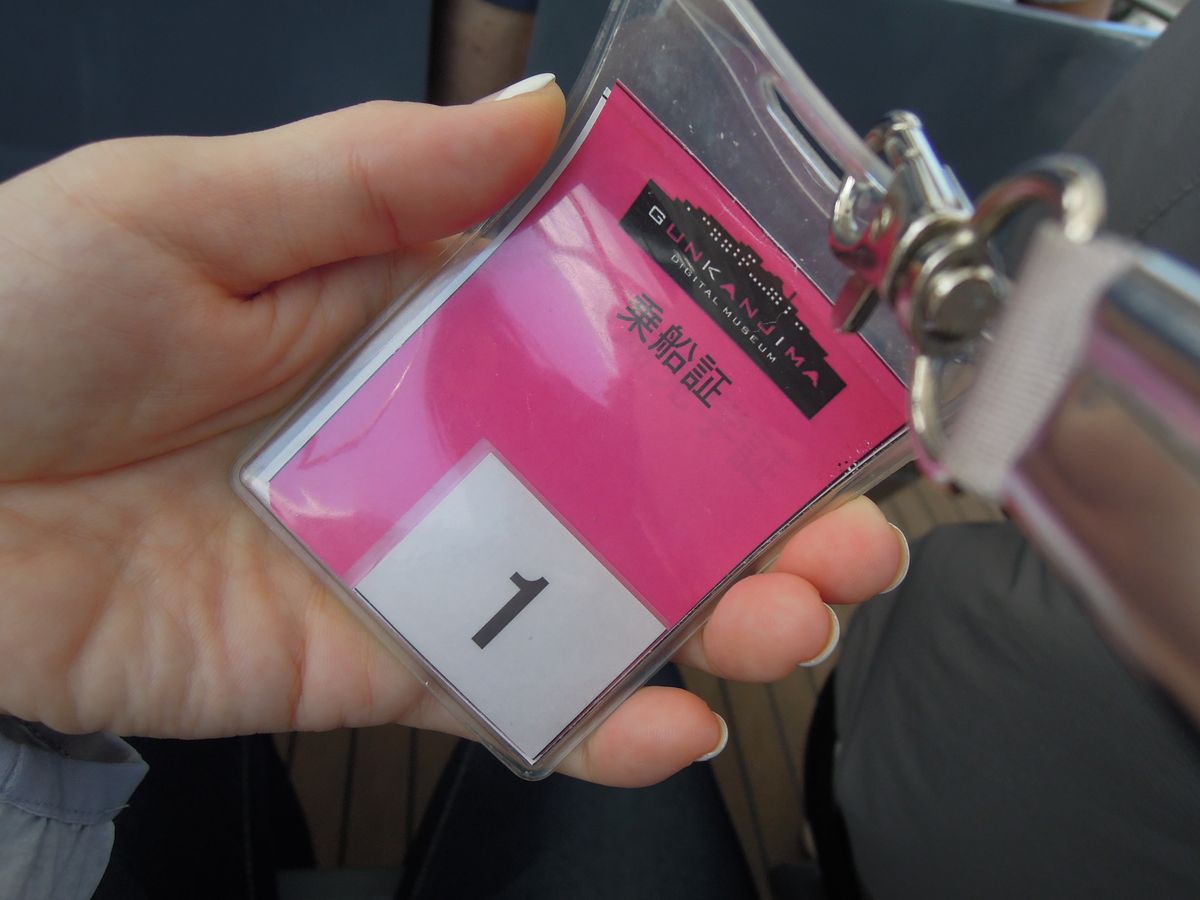 GUNKANJIMA
DIGITAL MUSEUM
乗船証
1